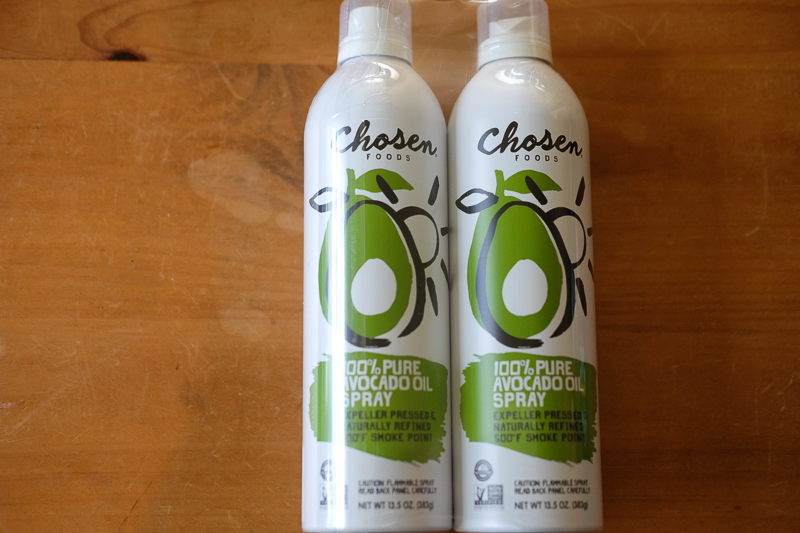 Chosen
FOODS
100% PURE
AVOCADO OIL
SPRAY
EXPELLER PRESSED &
NATURALLY REFINED
500°F SMOKE POINT
CAUTION: FLAMMABLE SPRAY
READ BACK PANEL CAREFULLY
NET WT 13.5 OZ. (383g)
Chosen
FOODS
100% PURE
AVOCADO OIL
SPRAY
EXPELLER PRESSED &
NATURALLY REFINED
500°F SMOKE POINT
CAUTION: FLAMMABLE SPRAY
READ BACK PANEL CAREFULLY
NET WT 13.5 OZ. (383g)